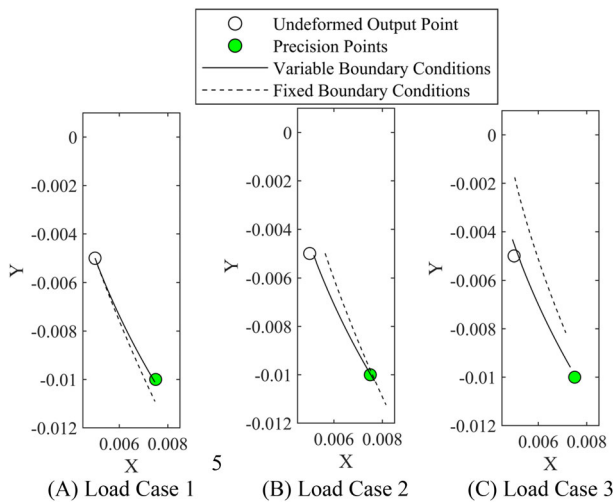 Undeformed Output Point
Precision Points
Variable Boundary Conditions
Fixed Boundary Conditions
0
-0.002
-0.004
-0.006
-0.008
-0.01
-0.012
Y
0.006 0.008
X
0
-0.002
-0.004
-0.006
-0.008
-0.01
-0.012
Y
0.006 0.008
X
0
-0.002
-0.004
-0.006
-0.008
-0.01
-0.012
Y
0.006 0.008
X
5
(A) Load Case 1
(B) Load Case 2
(C) Load Case 3